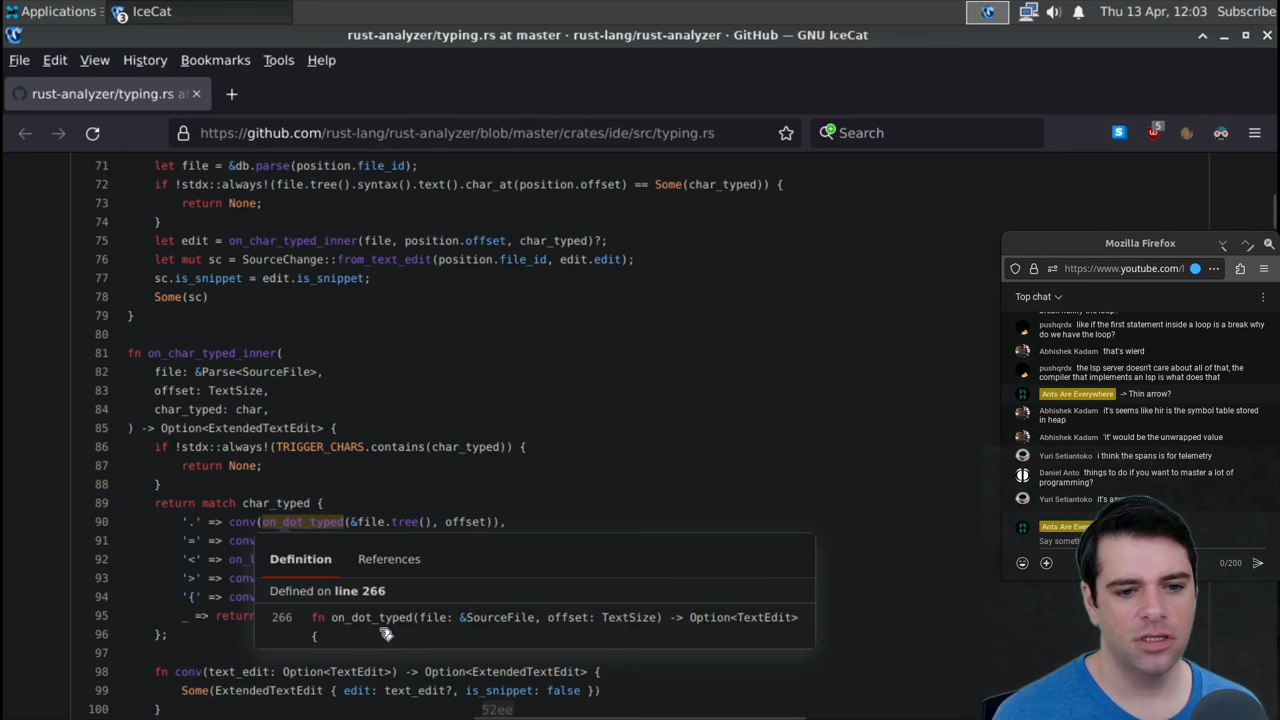 Applications
3
IceCat
Thu 13 Apr, 12:03
Subscribe
rust-analyzer/typing.rs at master · rust-lang/rust-analyzer · GitHub — GNU IceCat
File Edit View History Bookmarks Tools Help
rust-analyzer/typing.rs at
https://github.com/rust-lang/rust-analyzer/blob/master/crates/ide/src/typing.rs
Search
5
71 let file = &db.parse(position.file_id);
72 if !stdx::always!(file.tree().syntax().text().char_at(position.offset) == Some(char_typed)) {
73 return None;
74 }
75 let edit = on_char_typed_inner(file, position.offset, char_typed)?;
76 let mut sc = SourceChange::from_text_edit(position.file_id, edit.edit);
77 sc.is_snippet = edit.is_snippet;
78 Some(sc)
79 }
80
81 fn on_char_typed_inner(
82 file: &Parse<SourceFile>,
83 offset: TextSize,
84 char_typed: char,
85 ) -> Option<ExtendedTextEdit> {
86 if !stdx::always!(TRIGGER_CHARS.contains(char_typed)) {
87 return None;
88 }
89 return match char_typed {
90 '.' => conv(on_dot_typed(&file.tree(), offset)),
91 '=' => conv
92 '<' => on_l
93 '>' => conv
94 '{' => conv
95 _ => return
96 };
97
98 fn conv(text_edit: Option<TextEdit>) -> Option<ExtendedTextEdit> {
99 Some(ExtendedTextEdit { edit: text_edit?, is_snippet: false })
100 }
Definition References
Defined on line 266
266 fn on_dot_typed(file: &SourceFile, offset: TextSize) -> Option<TextEdit>
{
52ee
Mozilla Firefox
https://www.youtube.com/l
Top chat
pushqrdx like if the first statement inside a loop is a break why
do we have the loop?
Abhishek Kadam that's wierd
pushqrdx the lsp server doesn't care about all of that, the
compiler that implements an lsp is what does that
Ants Are Everywhere -> Thin arrow?
Abhishek Kadam it's seems like hir is the symbol table stored
in heap
Abhishek Kadam 'it' would be the unwrapped value
Yuri Setiantoko i think the spans is for telemetry
Daniel Anto things to do if you want to master a lot of
programming?
Yuri Setiantoko
Ants Are Ev
Say someth
0/200